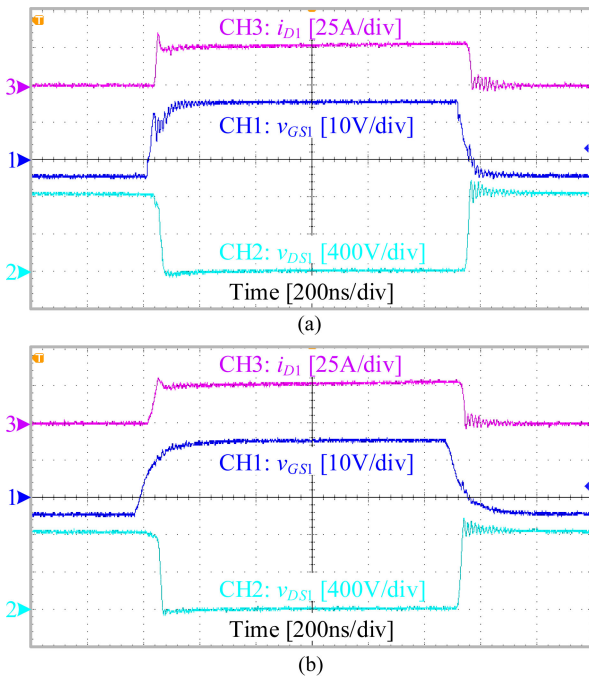 T
CH3: iD1 [25A/div]
3
CH1: vGS1 [10V/div]
1
CH2: vDS1 [400V/div]
2
Time [200ns/div]
(a)
T
CH3: iD1 [25A/div]
3
CH1: vGS1 [10V/div]
1
CH2: vDS1 [400V/div]
2
Time [200ns/div]
(b)